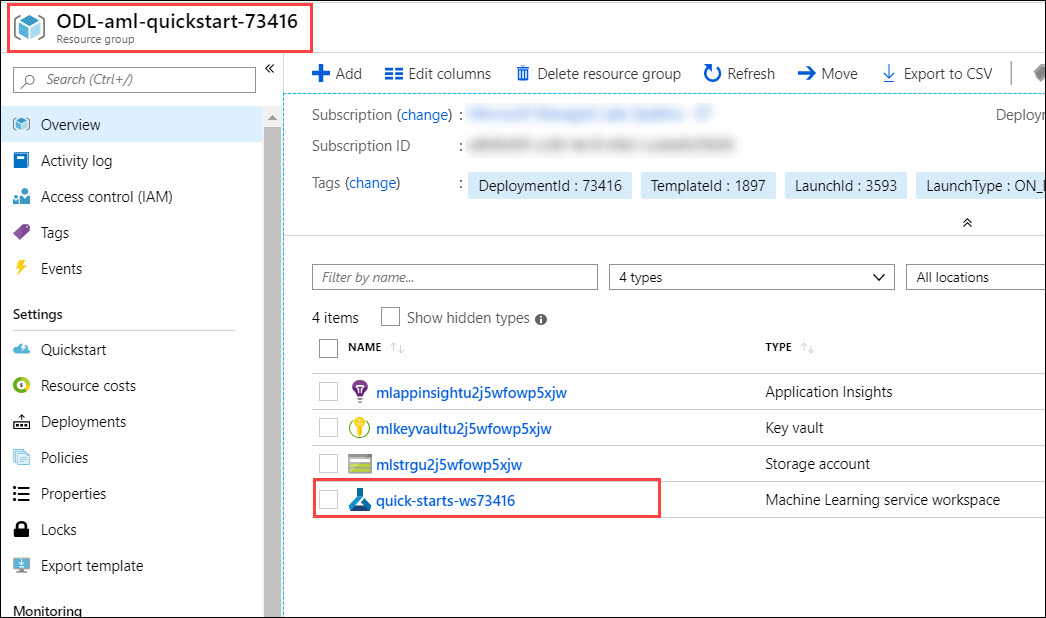 ODL-aml-quickstart-73416
Resource group
Search (Ctrl+/)
«
Add Edit columns Delete resource group Refresh Move Export to CSV
Subscription (change) :
Deploym
Subscription ID :
Tags (change) : DeploymentId : 73416 TemplateId : 1897 LaunchId : 3593 LaunchType : ON_
Overview
Activity log
Access control (IAM)
Tags
Events
Settings
Quickstart
Resource costs
Deployments
Policies
Properties
Locks
Export template
Monitoring
Filter by name... 4 types All locations
4 items Show hidden types
NAME TYPE
mlappinsightu2j5wfowp5xjw Application Insights
mlkeyvaultu2j5wfowp5xjw Key vault
mlstrgu2j5wfowp5xjw Storage account
quick-starts-ws73416 Machine Learning service workspace